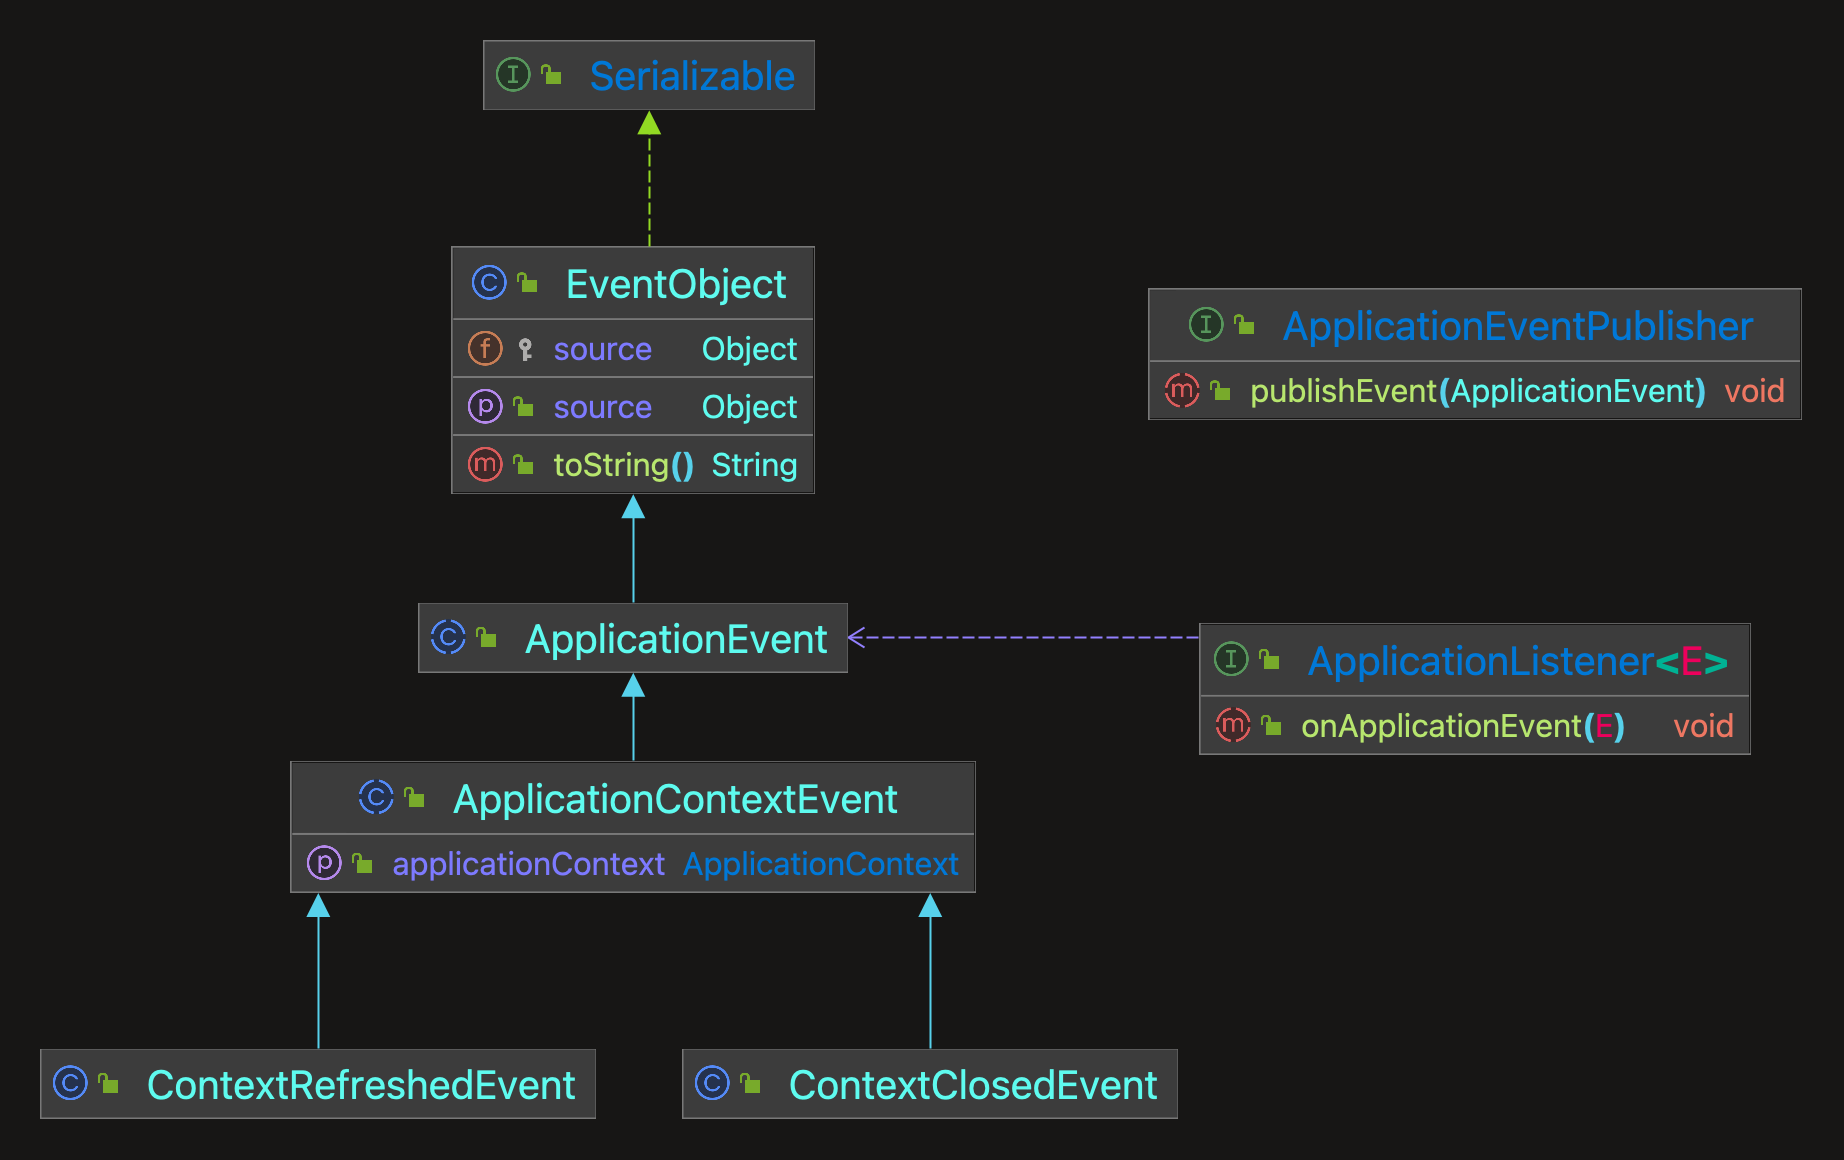 I Serializable
C EventObject
f source Object
p source Object
m toString() String
I ApplicationEventPublisher
m publishEvent(ApplicationEvent) void
C ApplicationEvent
I ApplicationListener<E>
m onApplicationEvent(E) void
C ApplicationContextEvent
p applicationContext ApplicationContext
C ContextRefreshedEvent
C ContextClosedEvent